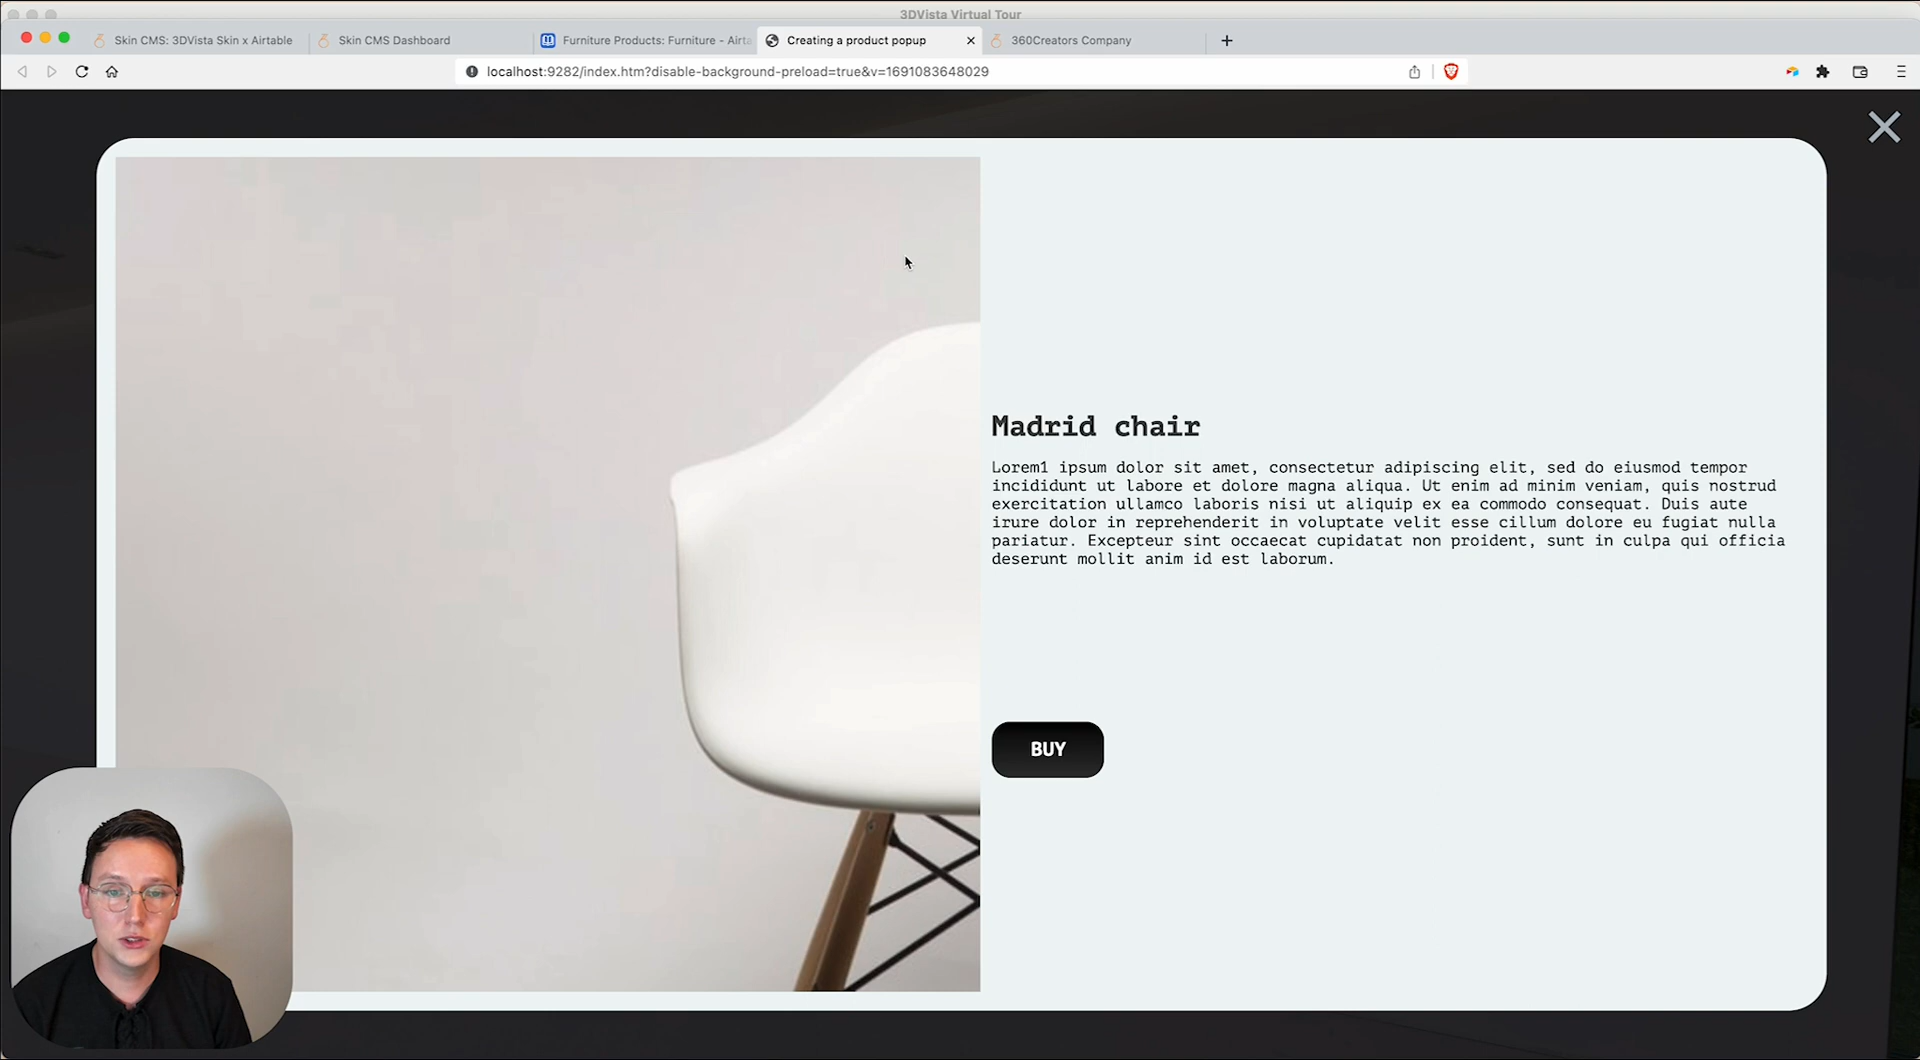 3DVista Virtual Tour
Skin CMS: 3DVista Skin x Airtable
Skin CMS Dashboard
Furniture Products: Furniture - Airta
Creating a product popup
360Creators Company
localhost:9282/index.htm?disable-background-preload=true&v=1691083648029
Madrid chair
Lorem1 ipsum dolor sit amet, consectetur adipiscing elit, sed do eiusmod tempor
incididunt ut labore et dolore magna aliqua. Ut enim ad minim veniam, quis nostrud
exercitation ullamco laboris nisi ut aliquip ex ea commodo consequat. Duis aute
irure dolor in reprehenderit in voluptate velit esse cillum dolore eu fugiat nulla
pariatur. Excepteur sint occaecat cupidatat non proident, sunt in culpa qui officia
deserunt mollit anim id est laborum.
BUY